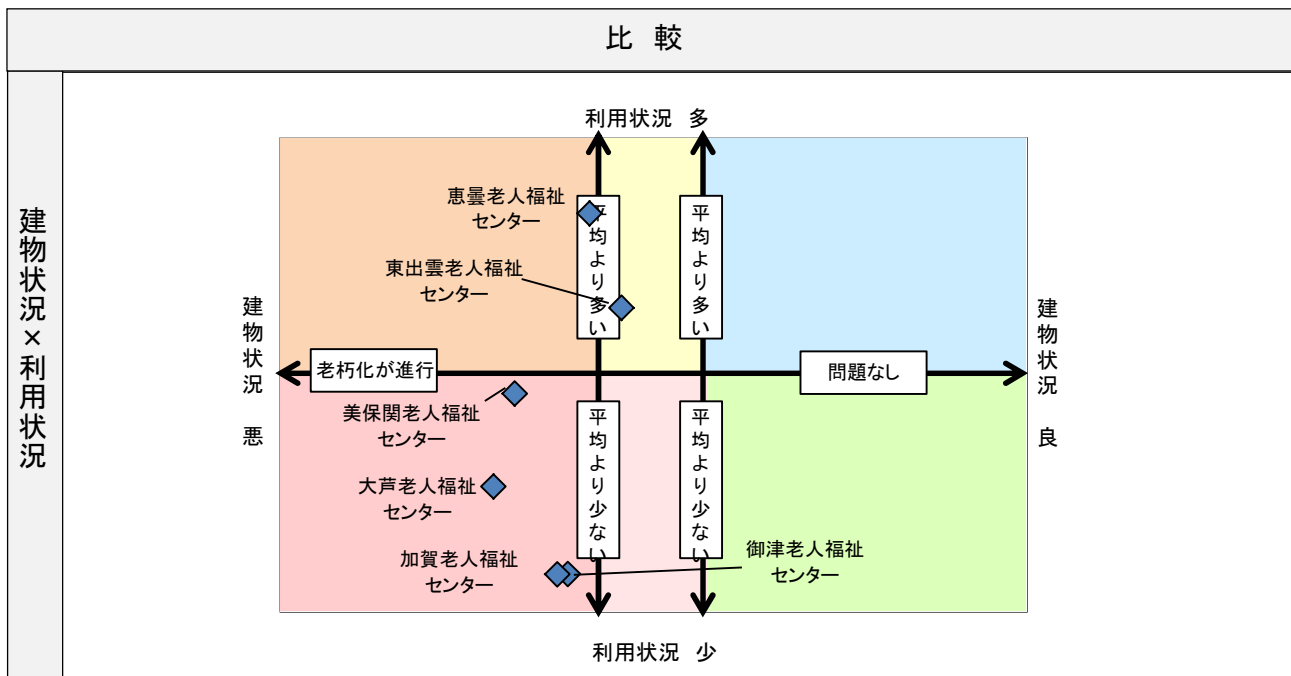 比 較
建物状況×利用状況
利用状況 多
恵曇老人福祉
センター
東出雲老人福祉
センター
平均より多い
平均より多い
建物状況 悪
老朽化が進行
問題なし
建物状況 良
美保関老人福祉
センター
大芦老人福祉
センター
加賀老人福祉
センター
平均より少ない
平均より少ない
御津老人福祉
センター
利用状況 少